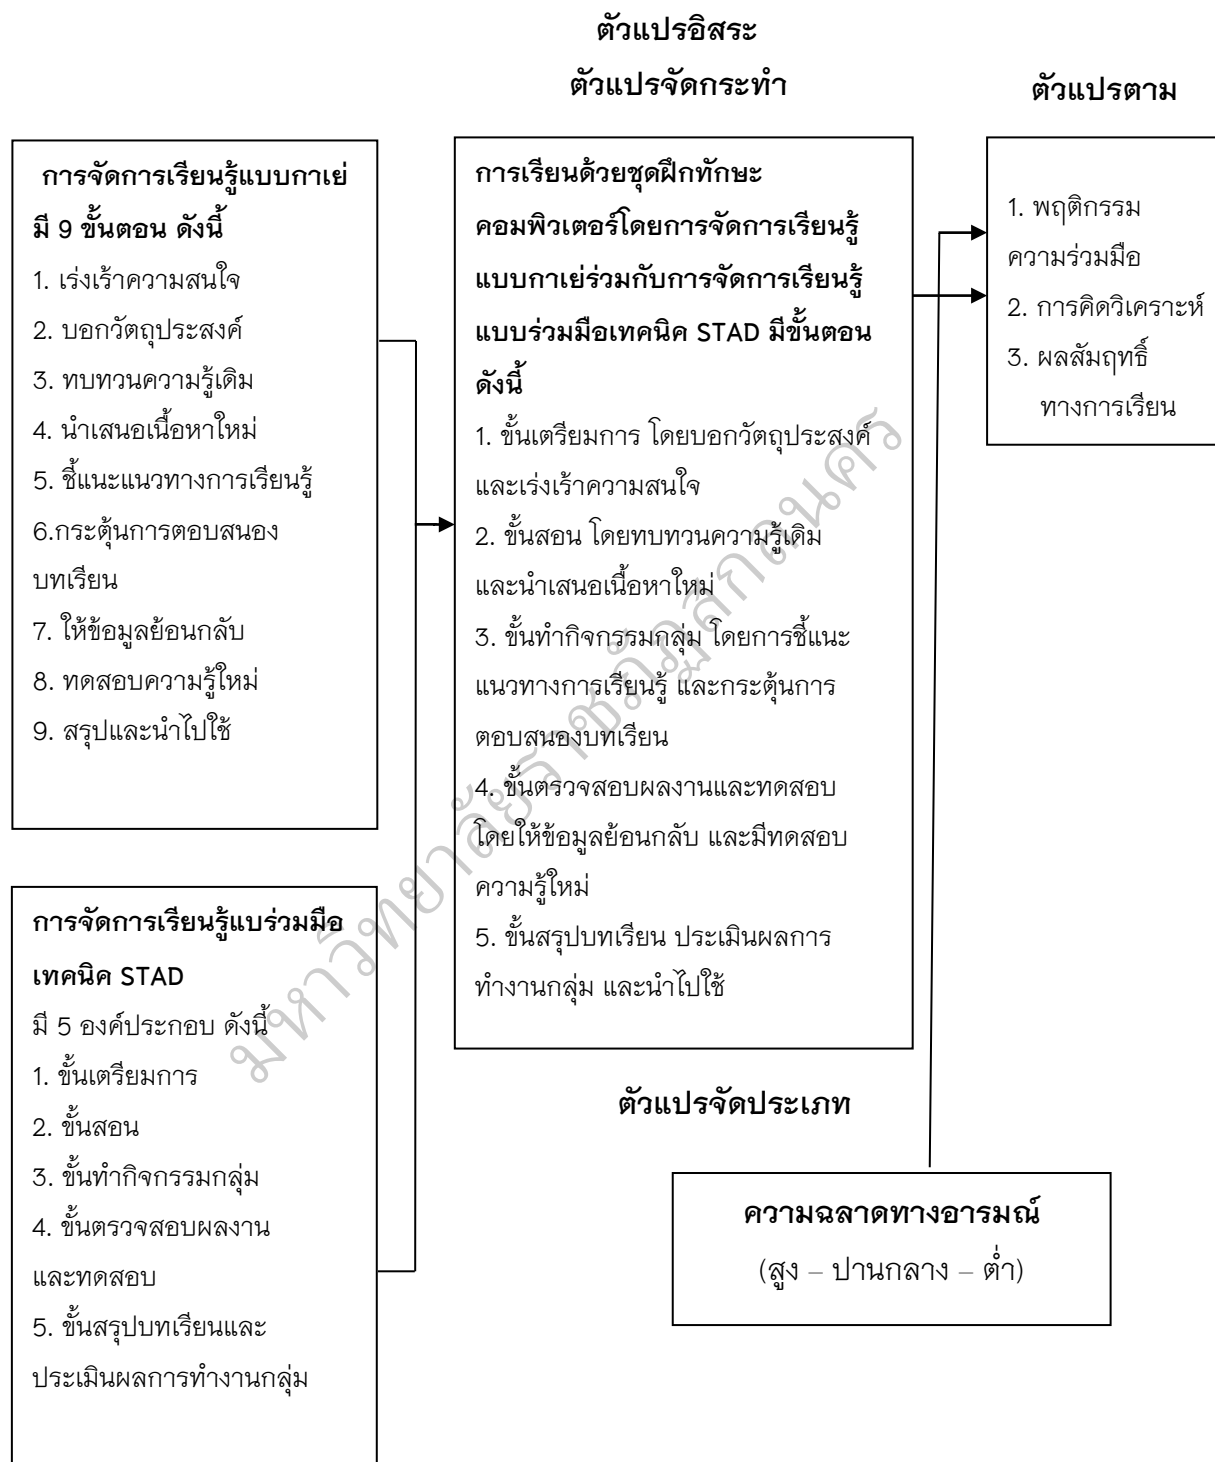 ตัวแปรอิสระ
ตัวแปรจัดกระทำ
ตัวแปรตาม
การจัดการเรียนรู้แบบกาเย่
มี 9 ขั้นตอน ดังนี้
1. เร่งเร้าความสนใจ
2. บอกวัตถุประสงค์
3. ทบทวนความรู้เดิม
4. นำเสนอเนื้อหาใหม่
5. ชี้แนะแนวทางการเรียนรู้
6.กระตุ้นการตอบสนอง
บทเรียน
7. ให้ข้อมูลย้อนกลับ
8. ทดสอบความรู้ใหม่
9. สรุปและนำไปใช้
การจัดการเรียนรู้แบร่วมมือ
เทคนิค STAD
มี 5 องค์ประกอบ ดังนี้
1. ขั้นเตรียมการ
2. ขั้นสอน
3. ขั้นทำกิจกรรมกลุ่ม
4. ขั้นตรวจสอบผลงาน
และทดสอบ
5. ขั้นสรุปบทเรียนและ
ประเมินผลการทำงานกลุ่ม
การเรียนด้วยชุดฝึกทักษะ
คอมพิวเตอร์โดยการจัดการเรียนรู้
แบบกาเย่ร่วมกับการจัดการเรียนรู้
แบบร่วมมือเทคนิค STAD มีขั้นตอน
ดังนี้
1. ขั้นเตรียมการ โดยบอกวัตถุประสงค์
และเร่งเร้าความสนใจ
2. ขั้นสอน โดยทบทวนความรู้เดิม
และนำเสนอเนื้อหาใหม่
3. ขั้นทำกิจกรรมกลุ่ม โดยการชี้แนะ
แนวทางการเรียนรู้ และกระตุ้นการ
ตอบสนองบทเรียน
4. ขั้นตรวจสอบผลงานและทดสอบ
โดยให้ข้อมูลย้อนกลับ และมีทดสอบ
ความรู้ใหม่
5. ขั้นสรุปบทเรียน ประเมินผลการ
ทำงานกลุ่ม และนำไปใช้
1. พฤติกรรม
ความร่วมมือ
2. การคิดวิเคราะห์
3. ผลสัมฤทธิ์
ทางการเรียน
ตัวแปรจัดประเภท
ความฉลาดทางอารมณ์
(สูง – ปานกลาง – ต่ำ)
มหาวิทยาลัยราชภัฏสกลนคร